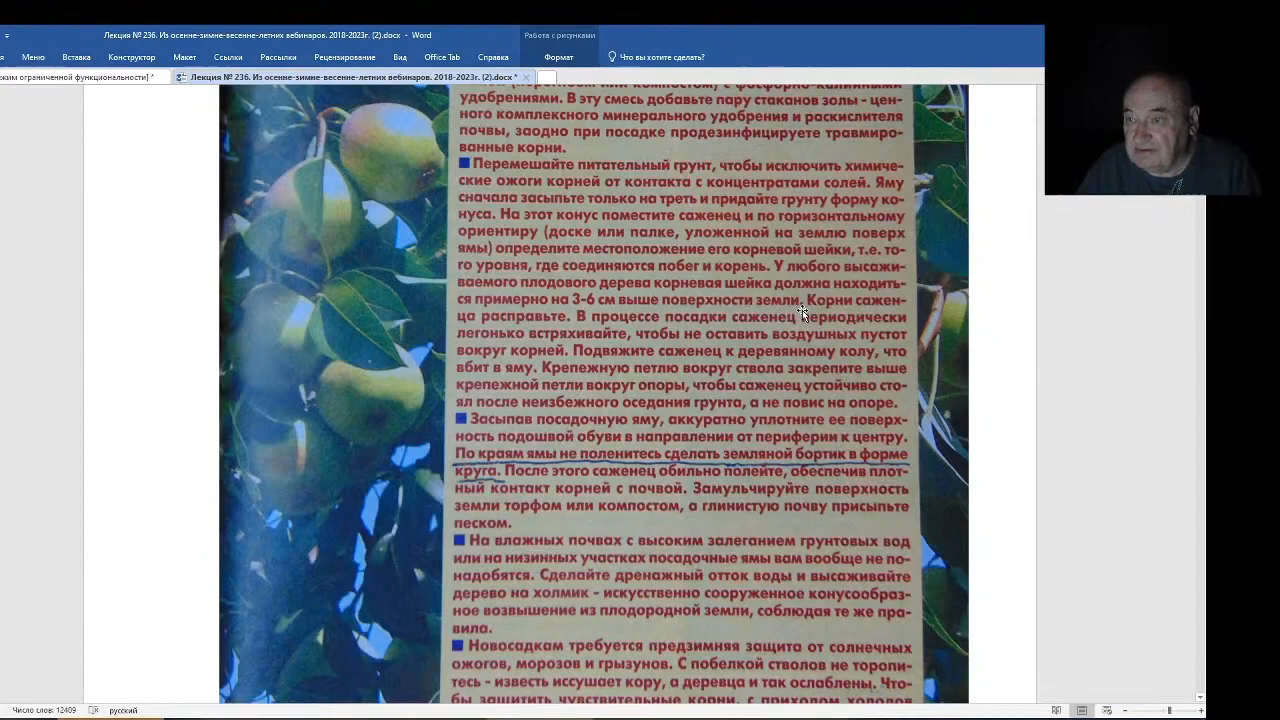 Лекция № 236. Из осенне-зимне-весенне-летних вебинаров. 2018-2023г. (2).docx - Word
Работа с рисунками
Меню Вставка Конструктор Макет Ссылки Рассылки Рецензирование Вид Office Tab Справка Формат Что вы хотите сделать?
жим ограниченной функциональности] *
Лекция № 236. Из осенне-зимне-весенне-летних вебинаров. 2018-2023г. (2).docx *
удобрениями. В эту смесь добавьте пару стаканов золы - цен-
ного комплексного минерального удобрения и раскислителя
почвы, заодно при посадке продезинфицируете травмиро-
ванные корни.
Перемешайте питательный грунт, чтобы исключить химиче-
ские ожоги корней от контакта с концентратами солей. Яму
сначала засыпьте только на треть и придайте грунту форму ко-
нуса. На этот конус поместите саженец и по горизонтальному
ориентиру (доске или палке, уложенной на землю поверх
ямы) определите местоположение его корневой шейки, т.е. то-
го уровня, где соединяются побег и корень. У любого высажи-
ваемого плодового дерева корневая шейка должна находить-
ся примерно на 3-6 см выше поверхности земли. Корни сажен-
ца расправьте. В процессе посадки саженец периодически
легонько встряхивайте, чтобы не оставить воздушных пустот
вокруг корней. Подвяжите саженец к деревянному колу, что
вбит в яму. Крепежную петлю вокруг ствола закрепите выше
крепежной петли вокруг опоры, чтобы саженец устойчиво сто-
ял после неизбежного оседания грунта, а не повис на опоре.
Засыпав посадочную яму, аккуратно уплотните ее поверх-
ность подошвой обуви в направлении от периферии к центру.
По краям ямы не поленитесь сделать земляной бортик в форме
круга. После этого саженец обильно полейте, обеспечив плот-
ный контакт корней с почвой. Замульчируйте поверхность
земли торфом или компостом, а глинистую почву присыпьте
песком.
На влажных почвах с высоким залеганием грунтовых вод
или на низинных участках посадочные ямы вам вообще не по-
надобятся. Сделайте дренажный отток воды и высаживайте
дерево на холмик - искусственно сооруженное конусообраз-
ное возвышение из плодородной земли, соблюдая те же пра-
вила.
Новосадкам требуется предзимняя защита от солнечных
ожогов, морозов и грызунов. С побелкой стволов не торопи-
тесь - известь иссушает кору, а деревца и так ослаблены. Что-
бы защитить чувствительные корни, с приходом холодов
Число слов: 12409 русский